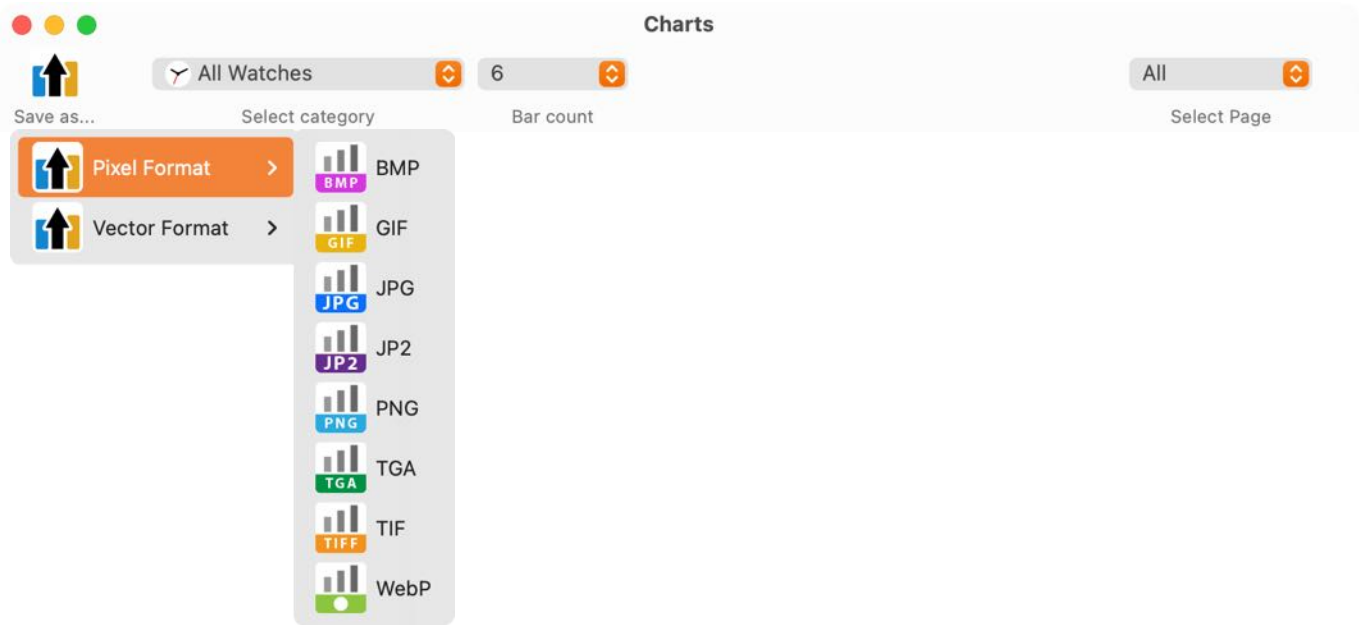 Charts
All Watches
6
All
Save as...
Select category
Bar count
Select Page
Pixel Format
Vector Format
BMP
BMP
GIF
GIF
JPG
JPG
JP2
JP2
PNG
PNG
TGA
TGA
TIFF
TIF
WebP